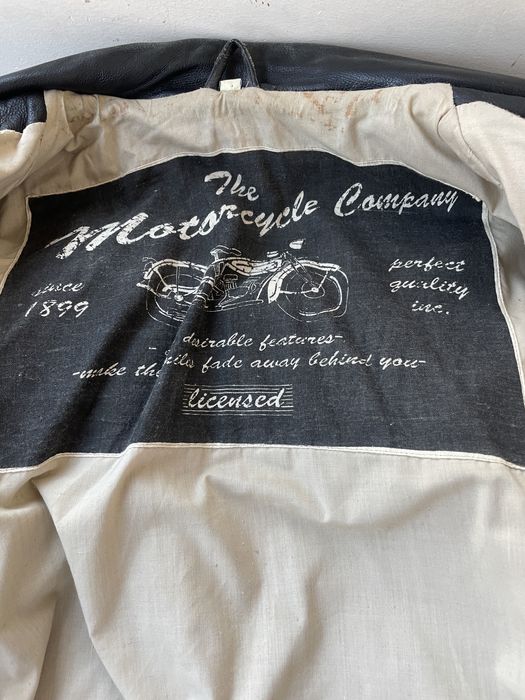 The
Motorcycle Company
since
1899
perfect
quality
inc.
- desirable features-
-make the miles fade away behind you-
licensed